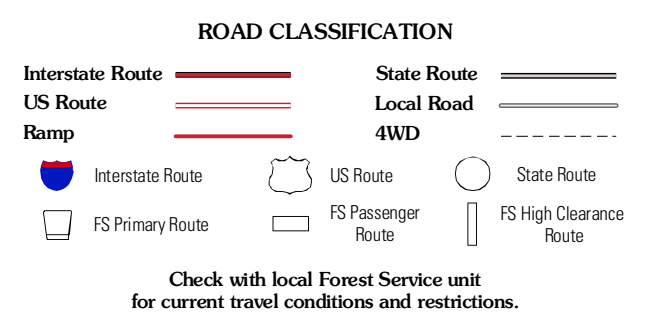 ROAD CLASSIFICATION
Interstate Route
State Route
US Route
Local Road
Ramp
4WD
Interstate Route
US Route
State Route
FS Primary Route
FS Passenger
Route
FS High Clearance
Route
Check with local Forest Service unit
for current travel conditions and restrictions.